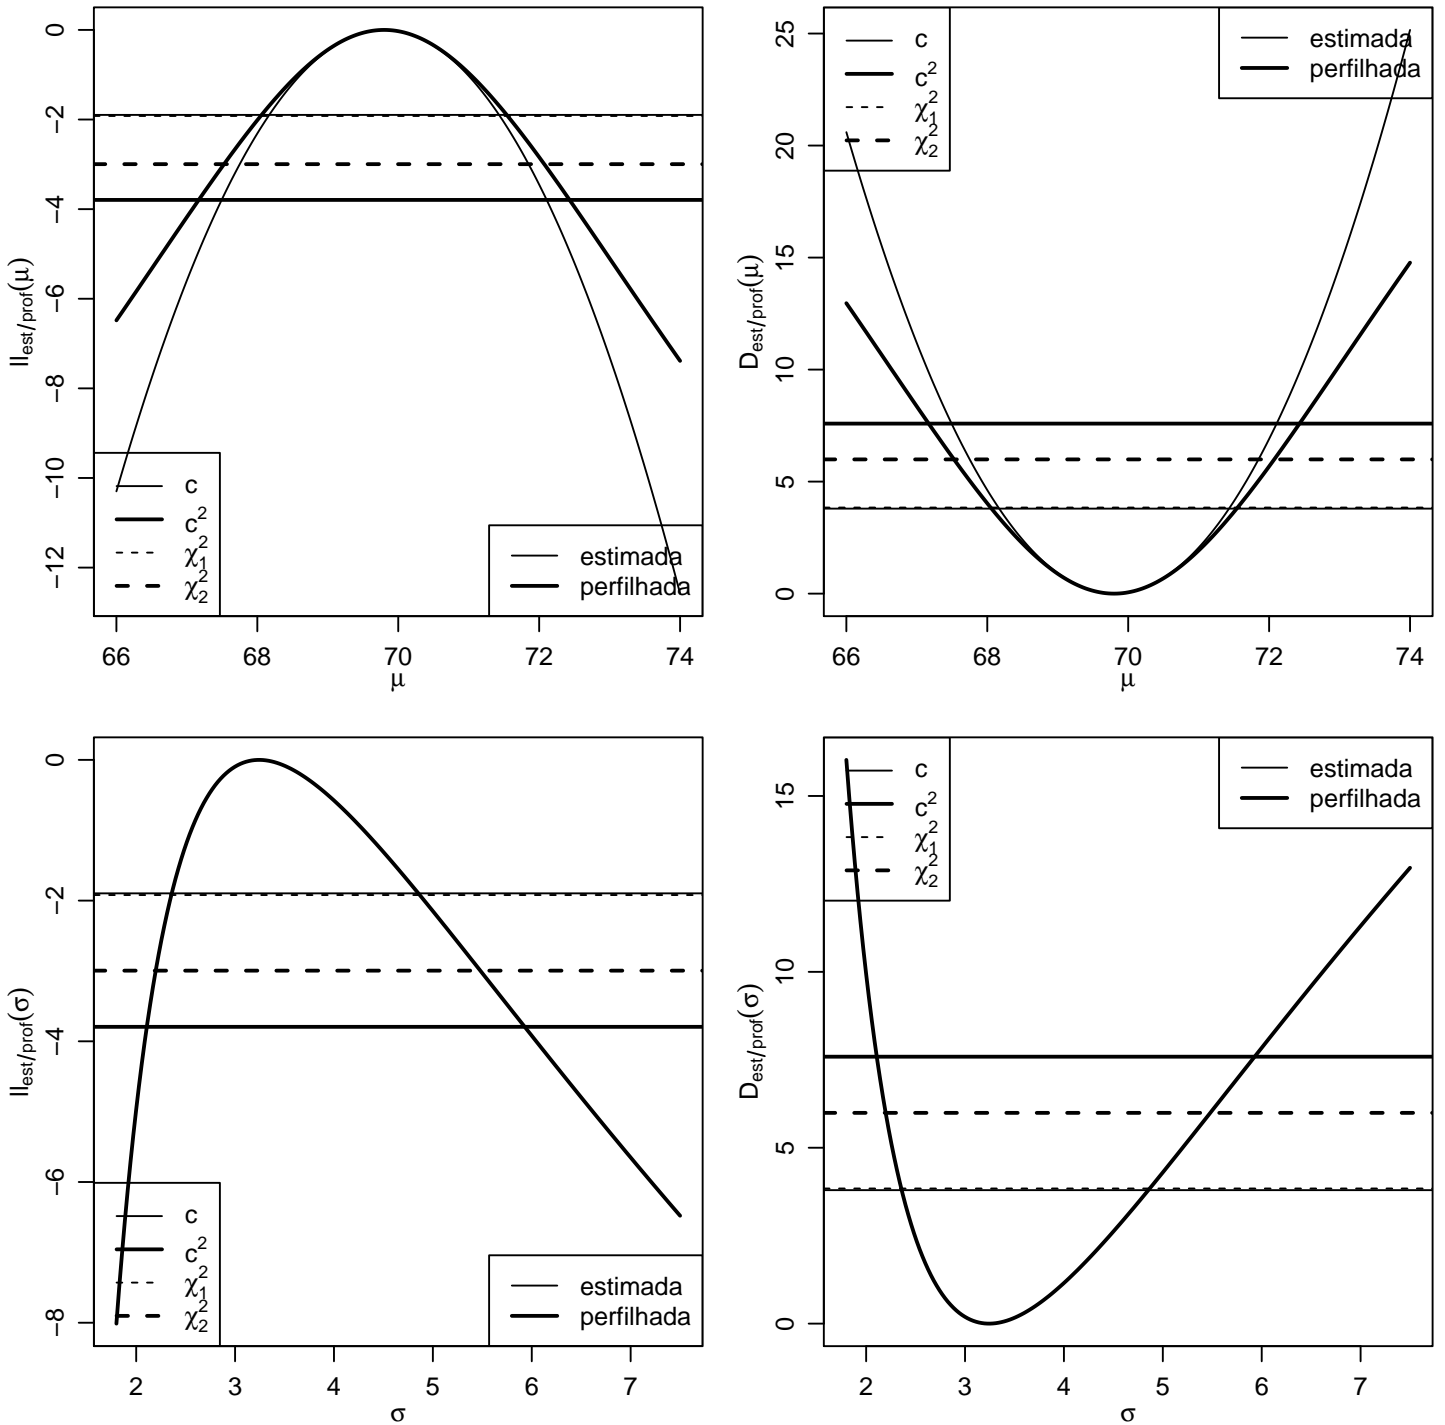 0
−2
−4
−6
−8
−10
−12
ll_est/prof(μ)
c
c²
χ²₁
χ²₂
estimada
perfilhada
66 68 70 72 74
μ
25
20
15
10
5
0
D_est/prof(μ)
c
c²
χ²₁
χ²₂
estimada
perfilhada
66 68 70 72 74
μ
0
−2
−4
−6
−8
ll_est/prof(σ)
c
c²
χ²₁
χ²₂
estimada
perfilhada
2 3 4 5 6 7
σ
15
10
5
0
D_est/prof(σ)
c
c²
χ²₁
χ²₂
estimada
perfilhada
2 3 4 5 6 7
σ